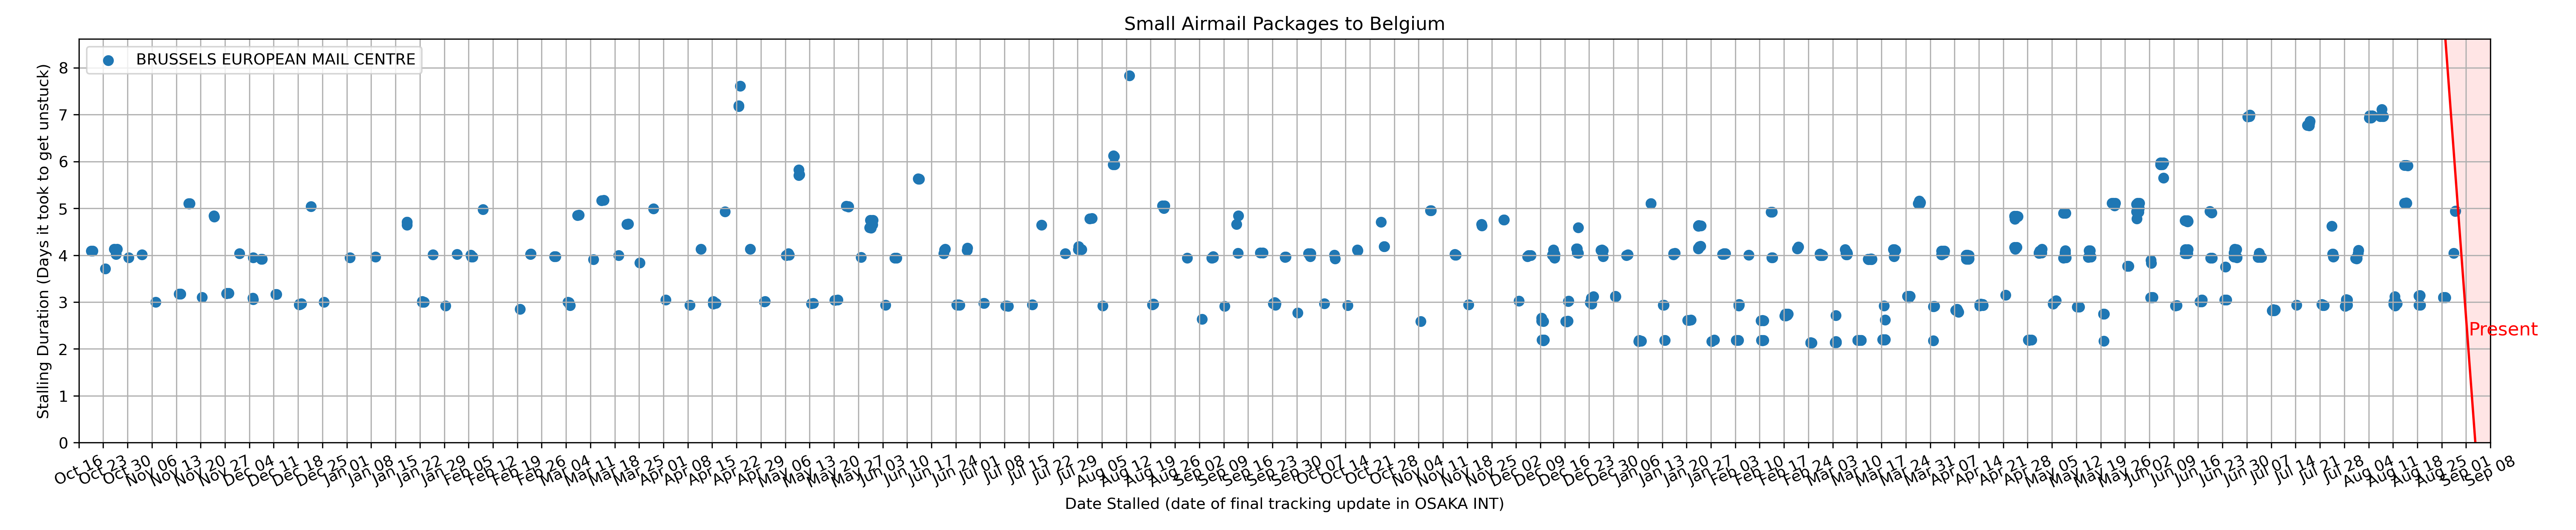 Small Airmail Packages to Belgium
BRUSSELS EUROPEAN MAIL CENTRE
Stalling Duration (Days it took to get unstuck)
8
7
6
5
4
3
2
1
0
Present
Oct 16
Oct 23
Oct 30
Nov 06
Nov 13
Nov 20
Nov 27
Dec 04
Dec 11
Dec 18
Dec 25
Jan 01
Jan 08
Jan 15
Jan 22
Jan 29
Feb 05
Feb 12
Feb 19
Feb 26
Mar 04
Mar 11
Mar 18
Mar 25
Apr 01
Apr 08
Apr 15
Apr 22
Apr 29
May 06
May 13
May 20
May 27
Jun 03
Jun 10
Jun 17
Jun 24
Jul 01
Jul 08
Jul 15
Jul 22
Jul 29
Aug 05
Aug 12
Aug 19
Aug 26
Sep 02
Sep 09
Sep 16
Sep 23
Sep 30
Oct 07
Oct 14
Oct 21
Oct 28
Nov 04
Nov 11
Nov 18
Nov 25
Dec 02
Dec 09
Dec 16
Dec 23
Dec 30
Jan 06
Jan 13
Jan 20
Jan 27
Feb 03
Feb 10
Feb 17
Feb 24
Mar 03
Mar 10
Mar 17
Mar 24
Mar 31
Apr 07
Apr 14
Apr 21
Apr 28
May 05
May 12
May 19
May 26
Jun 02
Jun 09
Jun 16
Jun 23
Jun 30
Jul 07
Jul 14
Jul 21
Jul 28
Aug 04
Aug 11
Aug 18
Aug 25
Sep 01
Sep 08
Date Stalled (date of final tracking update in OSAKA INT)